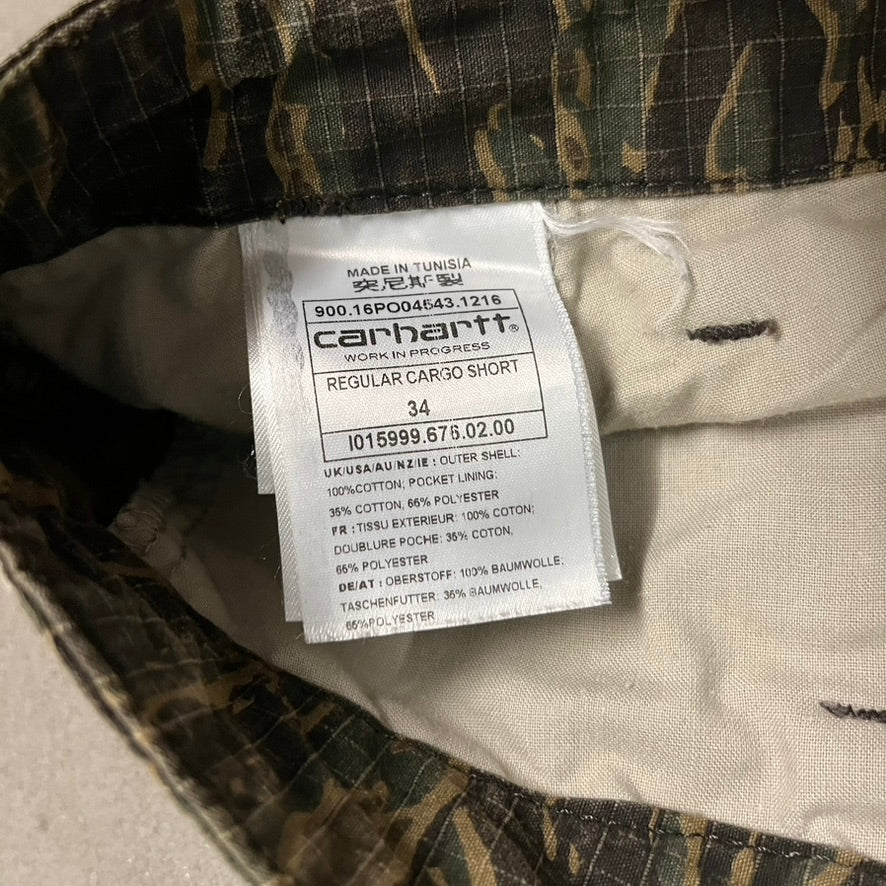 MADE IN TUNISIA
突尼斯製
900.16PO04543.1216
carhartt®
WORK IN PROGRESS
REGULAR CARGO SHORT
34
I015999.676.02.00
UK/USA/AU/NZ/IE : OUTER SHELL:
100%COTTON; POCKET LINING:
35% COTTON, 65% POLYESTER
FR : TISSU EXTERIEUR: 100% COTON;
DOUBLURE POCHE: 35% COTON,
65% POLYESTER
DE/AT : OBERSTOFF: 100% BAUMWOLLE;
TASCHENFUTTER: 35% BAUMWOLLE,
65%POLYESTER